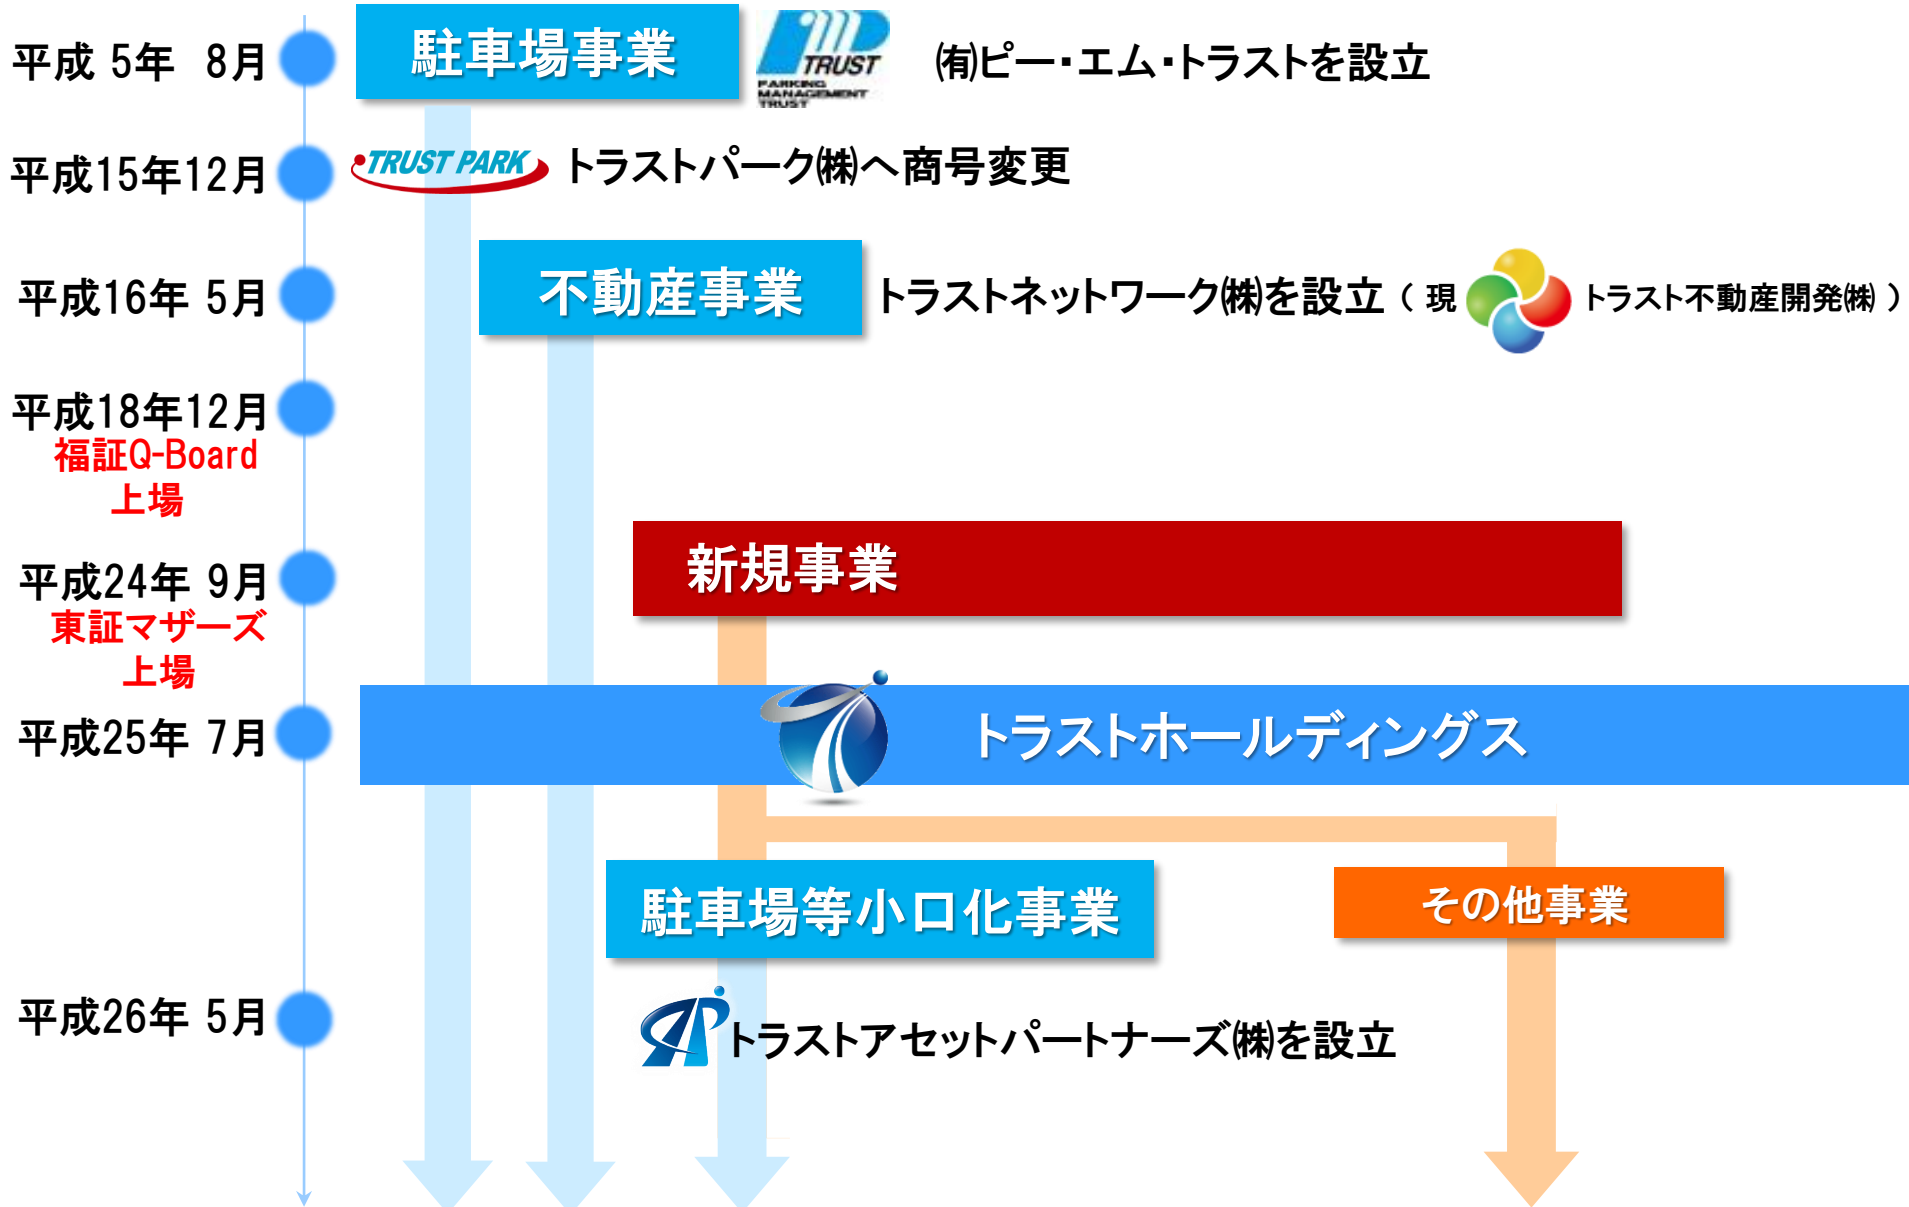 平成 5年 8月
駐車場事業
TRUST
PARKING
MANAGEMENT
TRUST
㈲ピー・エム・トラストを設立
平成15年12月
TRUST PARK
トラストパーク㈱へ商号変更
平成16年 5月
不動産事業
トラストネットワーク㈱を設立（ 現 トラスト不動産開発㈱ ）
平成18年12月
福証Q-Board
上場
新規事業
平成24年 9月
東証マザーズ
上場
平成25年 7月
トラストホールディングス
駐車場等小口化事業
その他事業
平成26年 5月
トラストアセットパートナーズ㈱を設立